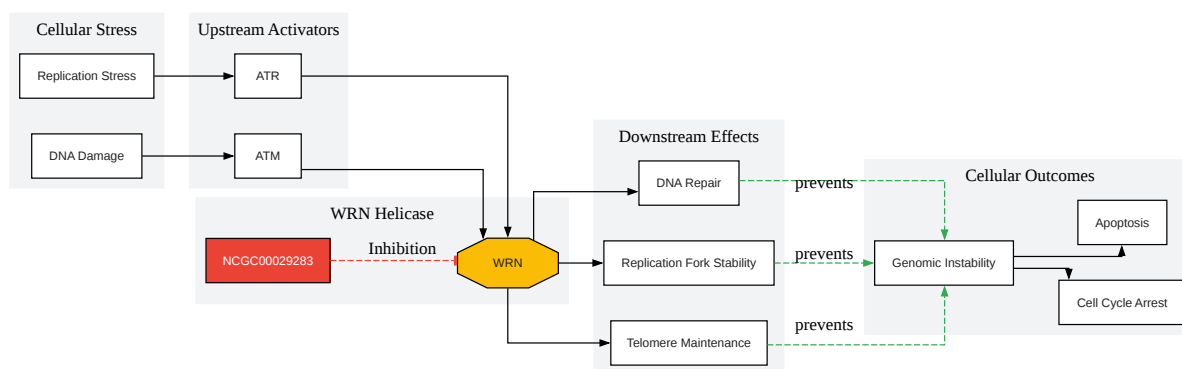 Cellular Stress
Upstream Activators
Replication Stress
ATR
DNA Damage
ATM
WRN Helicase
NCGC00029283
Inhibition
WRN
Downstream Effects
DNA Repair
prevents
Replication Fork Stability
prevents
Telomere Maintenance
prevents
Cellular Outcomes
Apoptosis
Genomic Instability
Cell Cycle Arrest